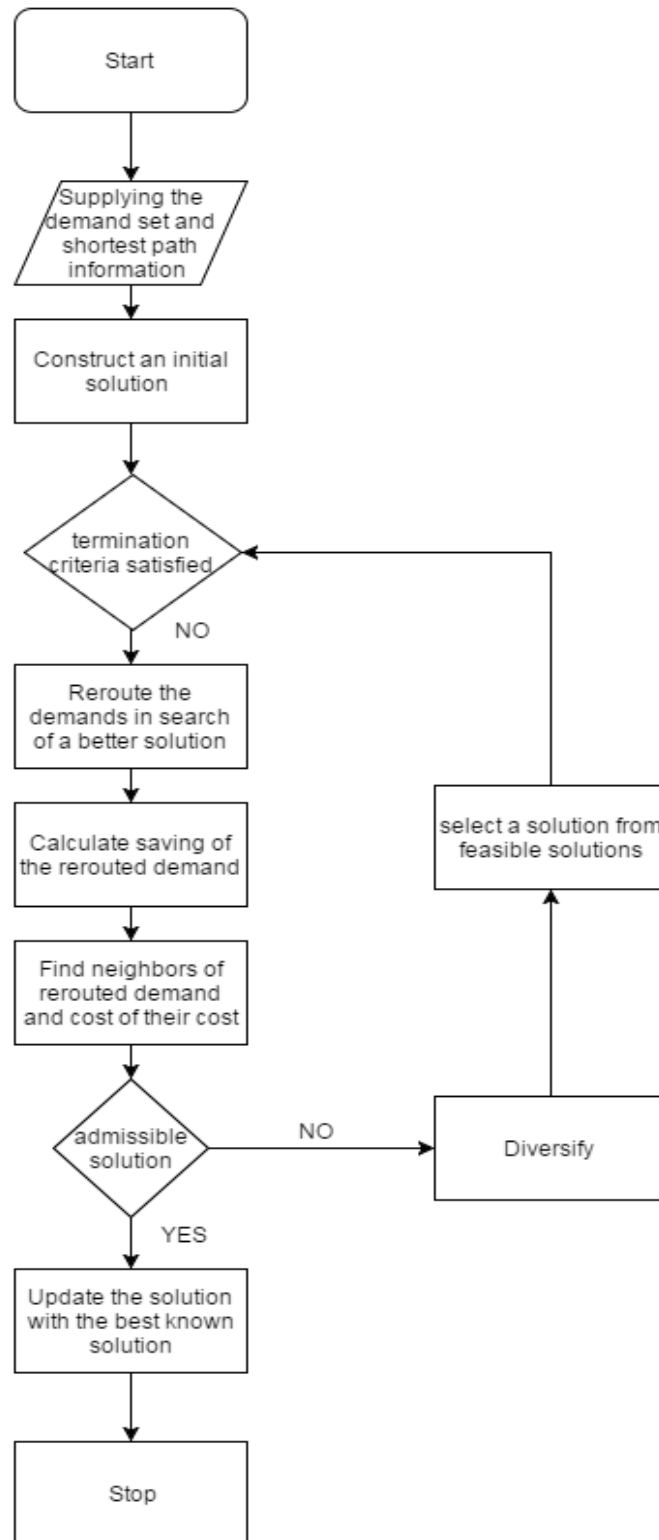 Start
Supplying the
demand set and
shortest path
information
Construct an initial
solution
termination
criteria satisfied
NO
Reroute the
demands in search
of a better solution
Calculate saving of
the rerouted demand
select a solution from
feasible solutions
Find neighbors of
rerouted demand
and cost of their cost
admissible
solution
NO
Diversify
YES
Update the solution
with the best known
solution
Stop